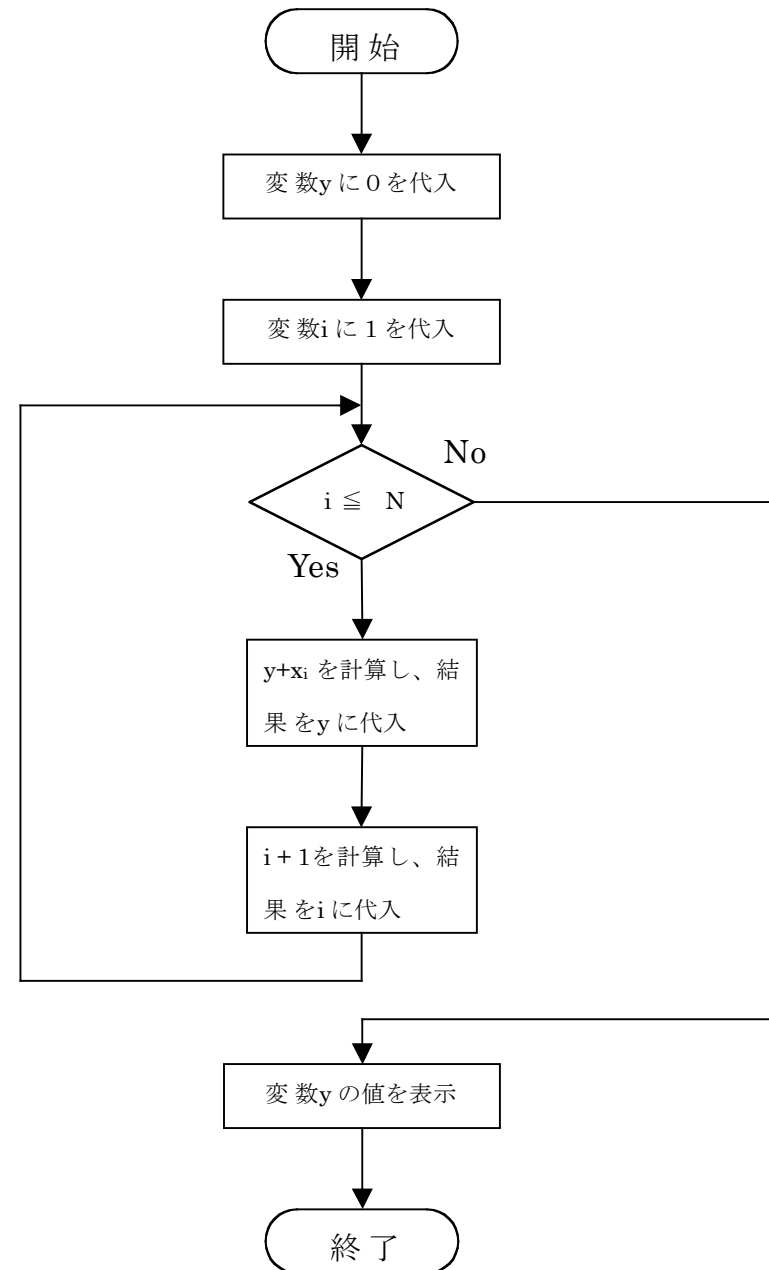 開 始
変 数y に０を代入
変 数i に１を代入
i ≦ N
No
Yes
y+xi を計算し、結
果 をy に代入
i + 1を計算し、結
果 をi に代入
変 数y の値を表示
終 了